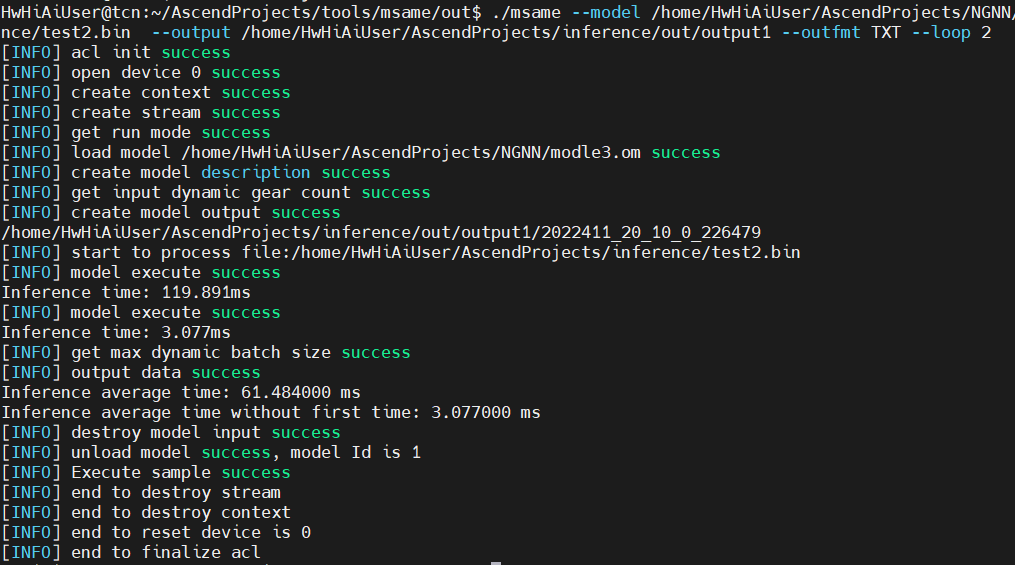 HwHiAiUser@tcn:~/AscendProjects/tools/msame/out$ ./msame --model /home/HwHiAiUser/AscendProjects/NGNN/
nce/test2.bin  --output /home/HwHiAiUser/AscendProjects/inference/out/output1 --outfmt TXT --loop 2
[INFO] acl init success
[INFO] open device 0 success
[INFO] create context success
[INFO] create stream success
[INFO] get run mode success
[INFO] load model /home/HwHiAiUser/AscendProjects/NGNN/modle3.om success
[INFO] create model description success
[INFO] get input dynamic gear count success
[INFO] create model output success
/home/HwHiAiUser/AscendProjects/inference/out/output1/2022411_20_10_0_226479
[INFO] start to process file:/home/HwHiAiUser/AscendProjects/inference/test2.bin
[INFO] model execute success
Inference time: 119.891ms
[INFO] model execute success
Inference time: 3.077ms
[INFO] get max dynamic batch size success
[INFO] output data success
Inference average time: 61.484000 ms
Inference average time without first time: 3.077000 ms
[INFO] destroy model input success
[INFO] unload model success, model Id is 1
[INFO] Execute sample success
[INFO] end to destroy stream
[INFO] end to destroy context
[INFO] end to reset device is 0
[INFO] end to finalize acl